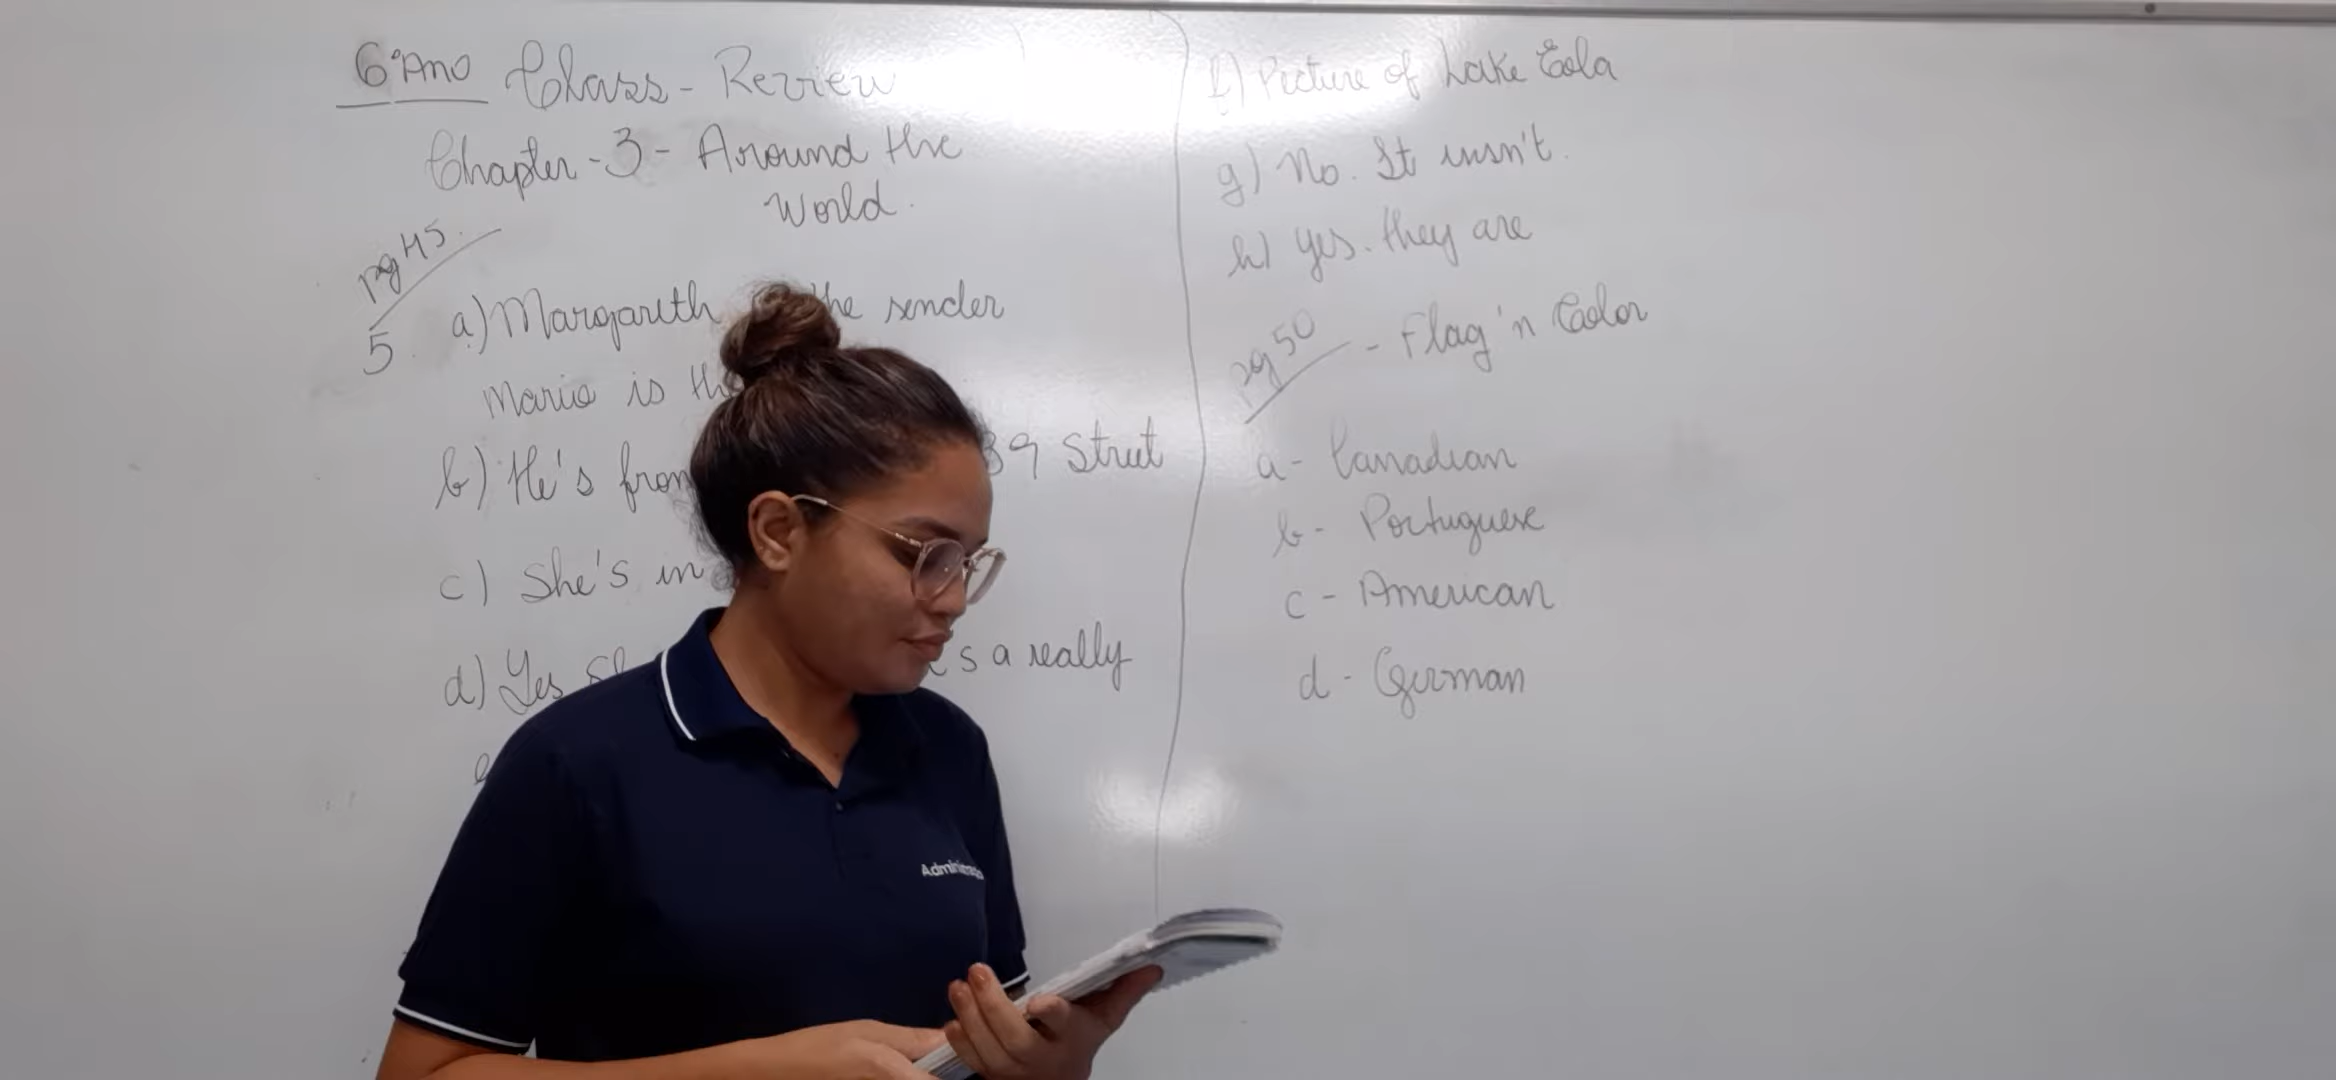 6º Ano Class - Review
Chapter - 3 - Around the
World.
pg 45.
5. a) Margareth the sender
Mario is the
b) He's from 39 Street
c) She's in
d) Yes 's a really
e
f) Picture of Lake Eola
g) No. It insn't.
h) yes. they are
pg 50 - Flag 'n Color
a - Canadian
b - Portuguese
c - American
d - German